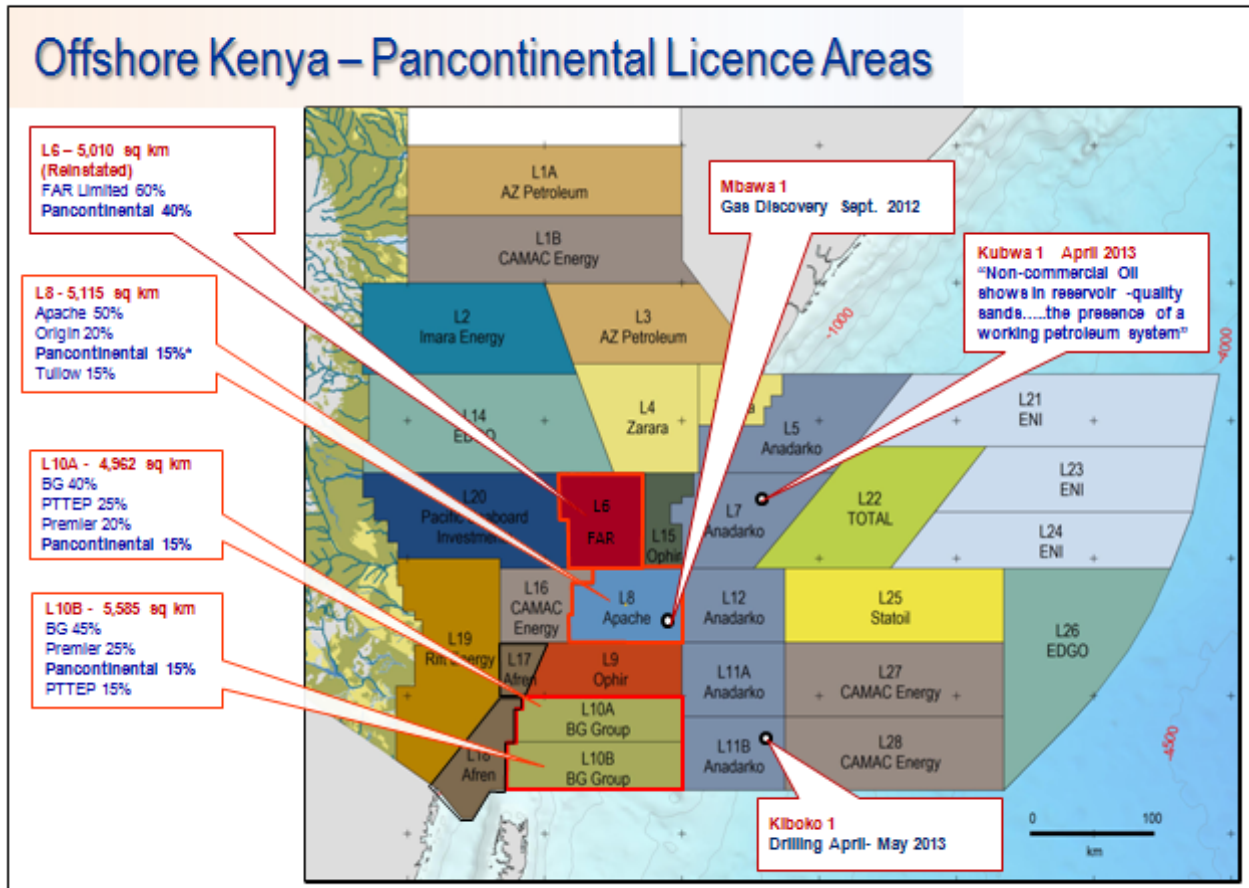 Offshore Kenya – Pancontinental Licence Areas
L6 – 5,010 sq km
(Reinstated)
FAR Limited 60%
Pancontinental 40%
L8 - 5,115 sq km
Apache 50%
Origin 20%
Pancontinental 15%*
Tullow 15%
L10A - 4,962 sq km
BG 40%
PTTEP 25%
Premier 20%
Pancontinental 15%
L10B - 5,585 sq km
BG 45%
Premier 25%
Pancontinental 15%
PTTEP 15%
Mbawa 1
Gas Discovery Sept. 2012
Kubwa 1 April 2013
“Non-commercial Oil
shows in reservoir -quality
sands.....the presence of a
working petroleum system”
Kiboko 1
Drilling April- May 2013
L1A
AZ Petroleum
L1B
CAMAC Energy
L2
Imara Energy
L3
AZ Petroleum
L14
EDGO
L4
Zarara
L5
Anadarko
L21
ENI
L23
ENI
L24
ENI
L22
TOTAL
L20
Pacific Seaboard
Investment
L6
FAR
L15
Ophir
L7
Anadarko
L16
CAMAC
Energy
L8
Apache
L12
Anadarko
L25
Statoil
L26
EDGO
L19
Rift Energy
L17
Afren
L9
Ophir
L11A
Anadarko
L27
CAMAC Energy
L10A
BG Group
L10B
BG Group
L18
Afren
L11B
Anadarko
L28
CAMAC Energy
-1000
-4000
-4500
0 100
km